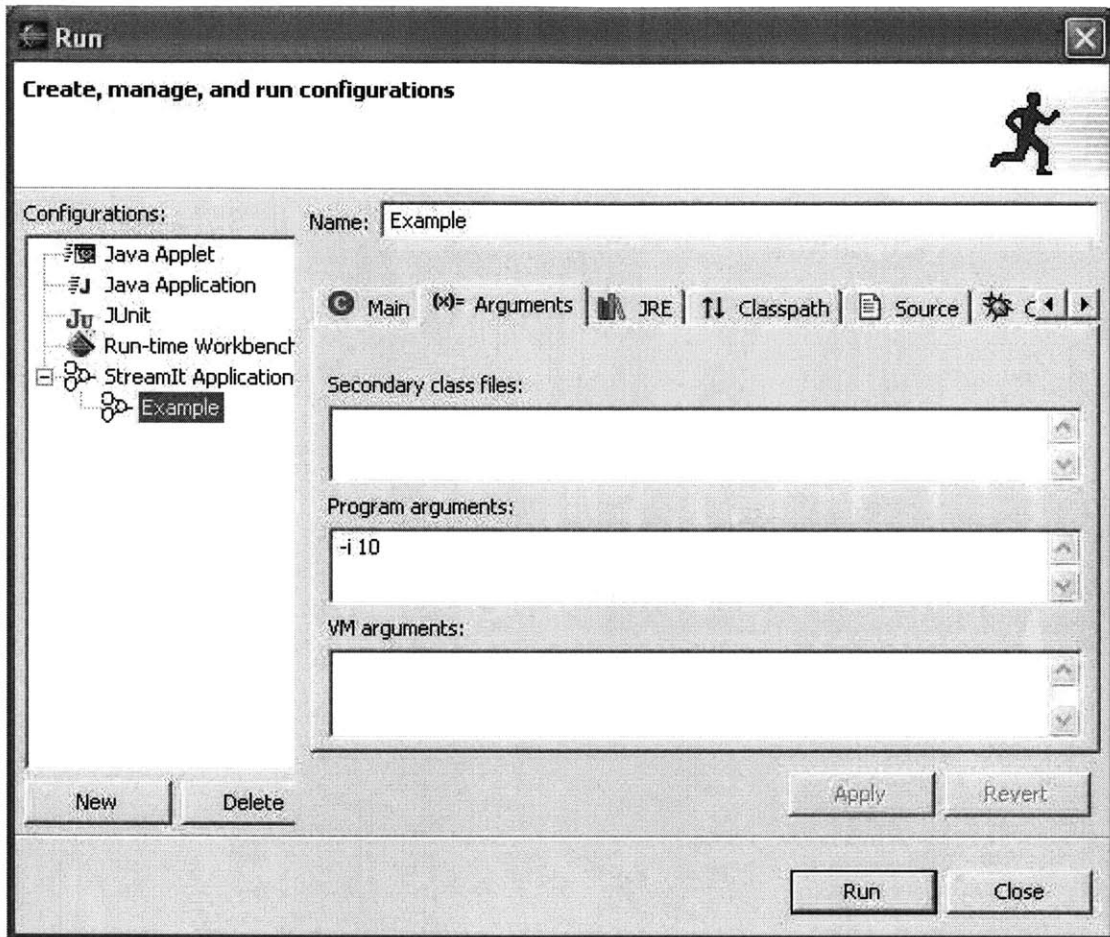 Run
Create, manage, and run configurations
Configurations:
Name: Example
Java Applet
Java Application
JU JUnit
Run-time Workbench
StreamIt Application
Example
C Main (x)= Arguments JRE Classpath Source C
Secondary class files:
Program arguments:
-i 10
VM arguments:
New Delete
Apply Revert
Run Close